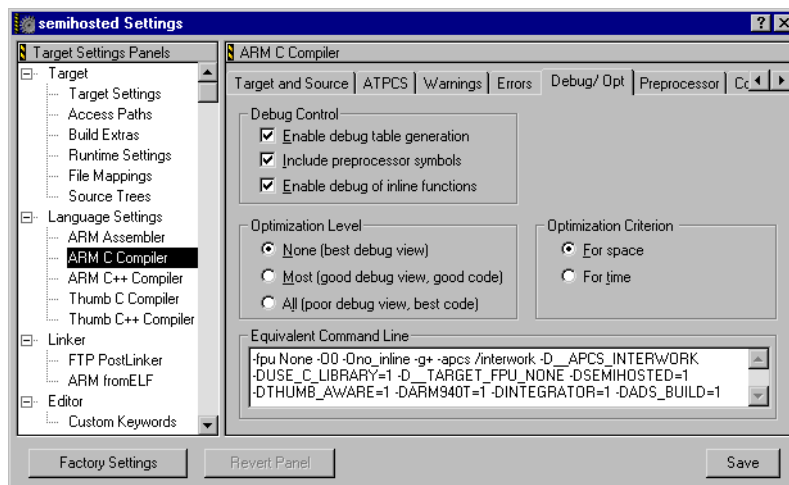 semihosted Settings
Target Settings Panels
Target
Target Settings
Access Paths
Build Extras
Runtime Settings
File Mappings
Source Trees
Language Settings
ARM Assembler
ARM C Compiler
ARM C++ Compiler
Thumb C Compiler
Thumb C++ Compiler
Linker
FTP PostLinker
ARM fromELF
Editor
Custom Keywords
ARM C Compiler
Target and Source ATPCS Warnings Errors Debug/ Opt Preprocessor
Debug Control
Enable debug table generation
Include preprocessor symbols
Enable debug of inline functions
Optimization Level
None (best debug view)
Most (good debug view, good code)
All (poor debug view, best code)
Optimization Criterion
For space
For time
Equivalent Command Line
-fpu None -O0 -Ono_inline -g+ -apcs /interwork -D__APCS_INTERWORK
-DUSE_C_LIBRARY=1 -D__TARGET_FPU_NONE -DSEMIHOSTED=1
-DTHUMB_AWARE=1 -DARM940T=1 -DINTEGRATOR=1 -DADS_BUILD=1
Factory Settings
Revert Panel
Save